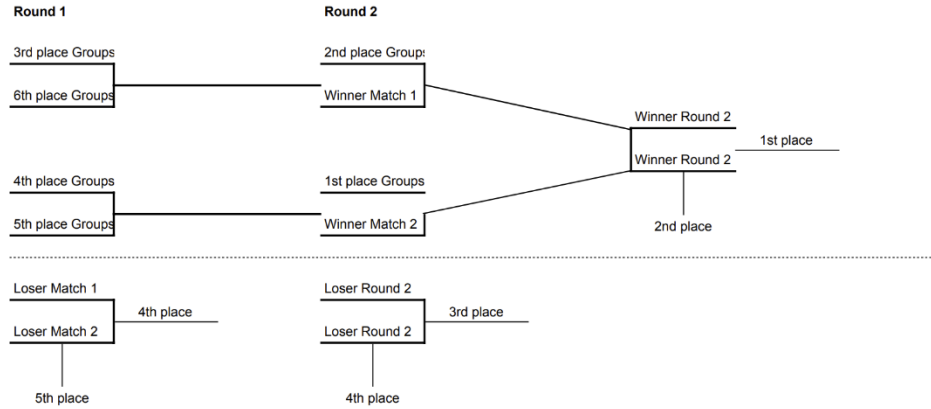 Round 1
Round 2
3rd place Groups
2nd place Groups
6th place Groups
Winner Match 1
Winner Round 2
1st place
Winner Round 2
4th place Groups
1st place Groups
5th place Groups
Winner Match 2
2nd place
Loser Match 1
Loser Round 2
4th place
3rd place
Loser Match 2
Loser Round 2
5th place
4th place